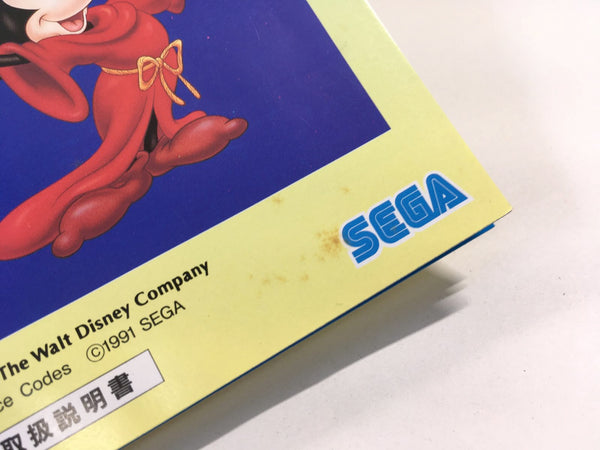 SEGA
The Walt Disney Company
©1991 SEGA
ce Codes
取扱説明書